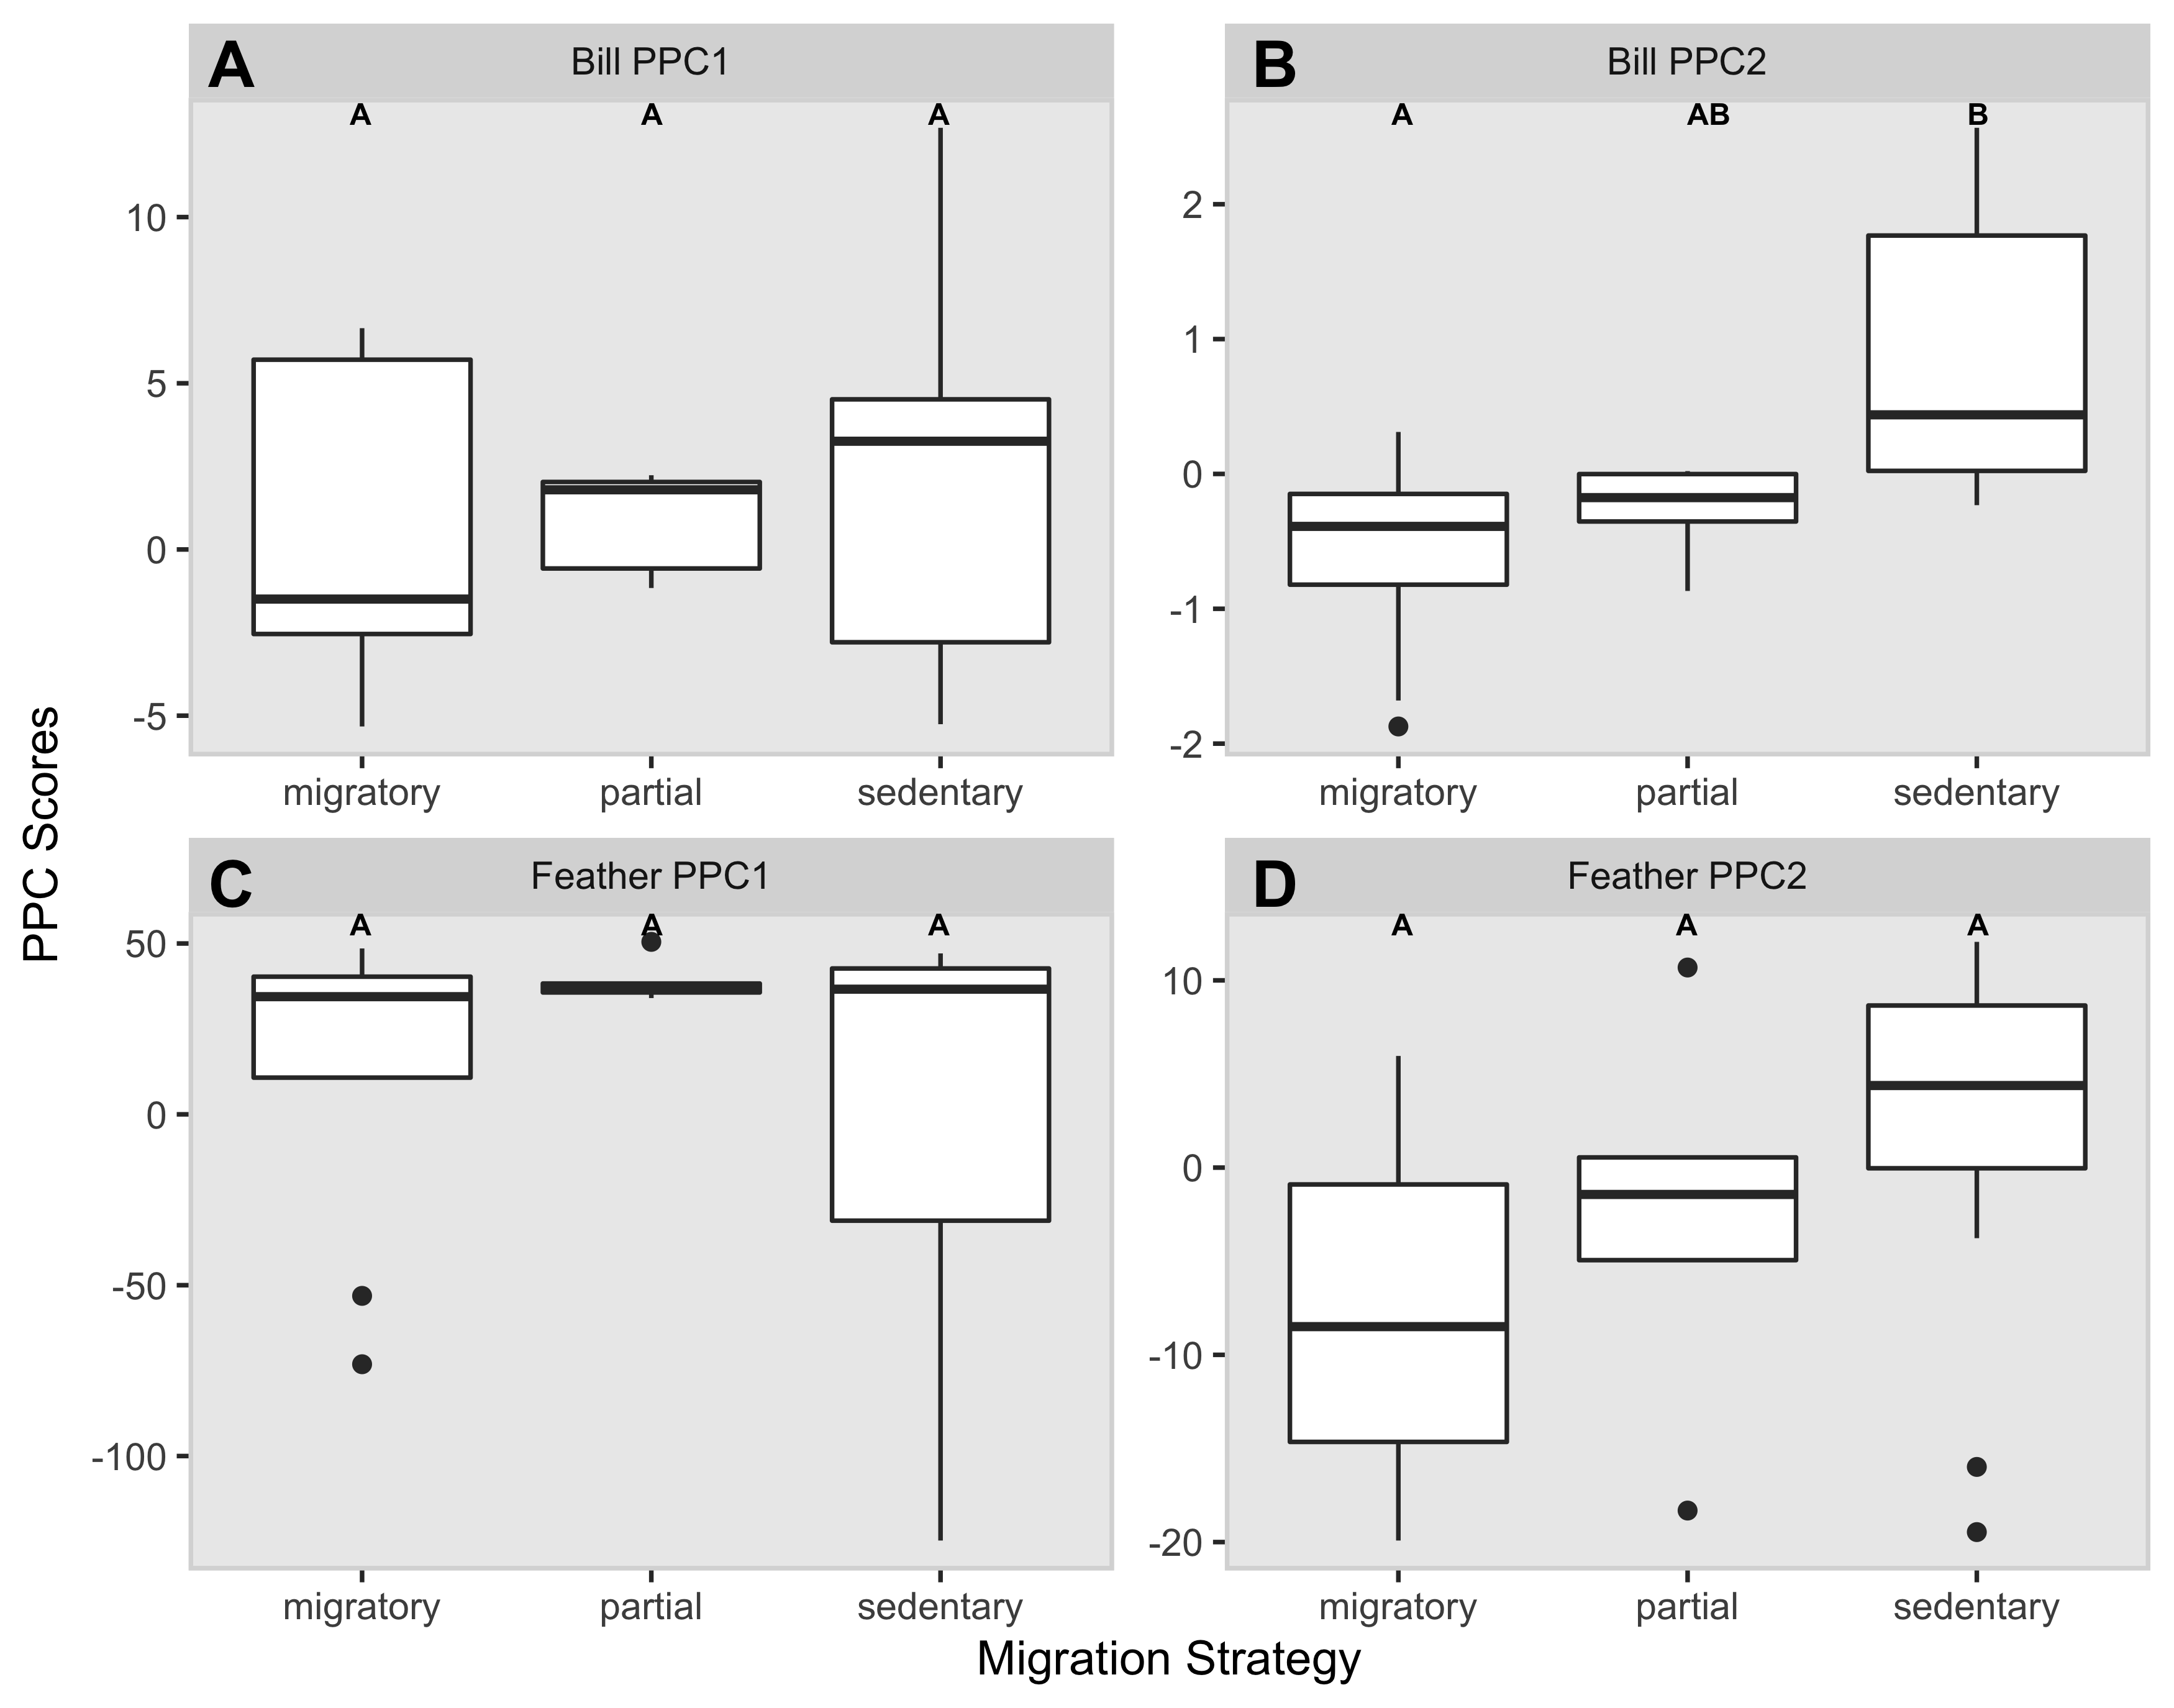 A Bill PPC1
A A A
10
5
0
-5
migratory partial sedentary
B Bill PPC2
A AB B
2
1
0
-1
-2
migratory partial sedentary
PPC Scores
C Feather PPC1
A A A
50
0
-50
-100
migratory partial sedentary
D Feather PPC2
A A A
10
0
-10
-20
migratory partial sedentary
Migration Strategy